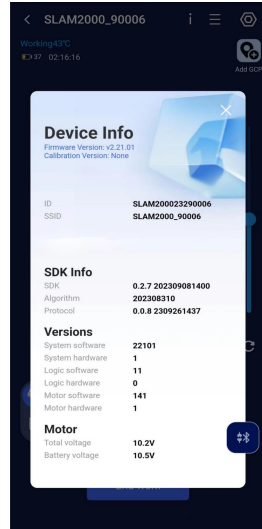 SLAM2000_90006
Working43°C
37 02:16:16
Add GCP
Device Info
Firmware Version: v2.21.01
Calibration Version: None
ID SLAM200023290006
SSID SLAM2000_90006
SDK Info
SDK 0.2.7 202309081400
Algorithm 202308310
Protocol 0.0.8 2309261437
Versions
System software 22101
System hardware 1
Logic software 11
Logic hardware 0
Motor software 141
Motor hardware 1
Motor
Total voltage 10.2V
Battery voltage 10.5V